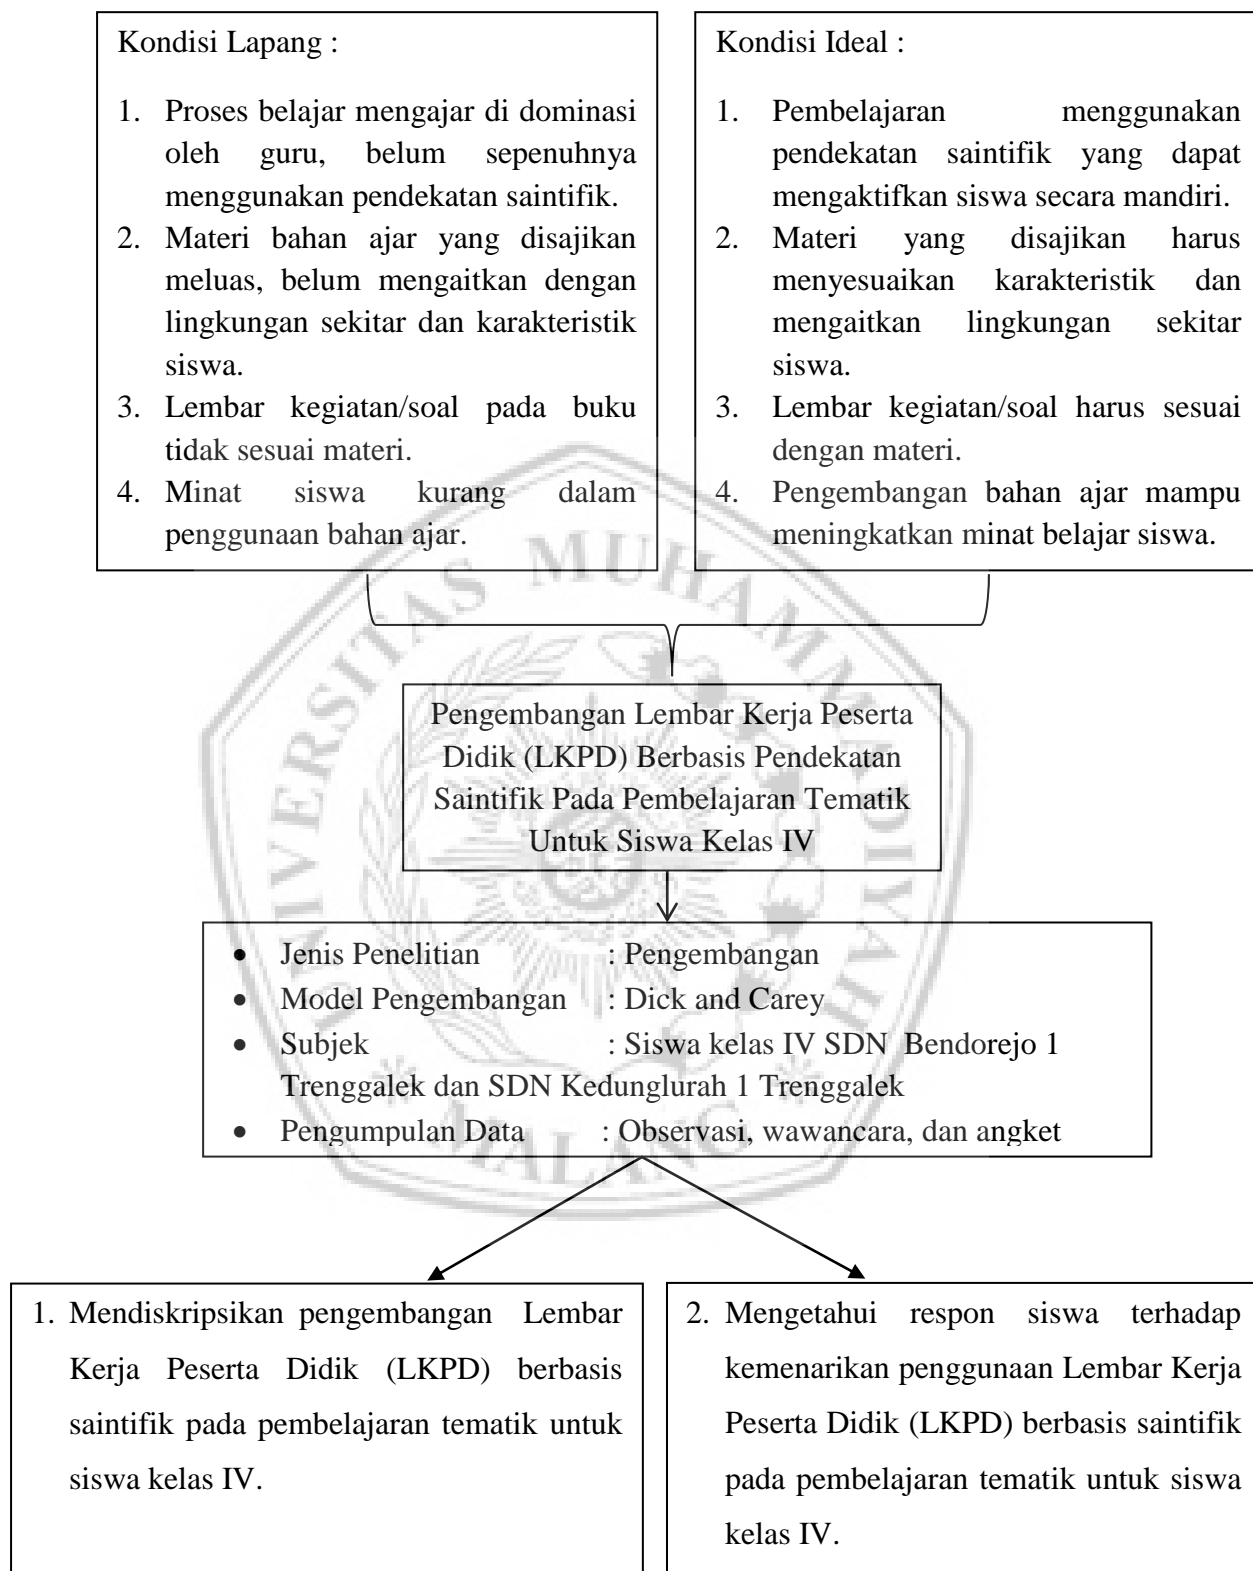 Kondisi Lapang :
1. Proses belajar mengajar di dominasi
oleh guru, belum sepenuhnya
menggunakan pendekatan saintifik.
2. Materi bahan ajar yang disajikan
meluas, belum mengaitkan dengan
lingkungan sekitar dan karakteristik
siswa.
3. Lembar kegiatan/soal pada buku
tidak sesuai materi.
4. Minat siswa kurang dalam
penggunaan bahan ajar.
Kondisi Ideal :
1. Pembelajaran menggunakan
pendekatan saintifik yang dapat
mengaktifkan siswa secara mandiri.
2. Materi yang disajikan harus
menyesuaikan karakteristik dan
mengaitkan lingkungan sekitar
siswa.
3. Lembar kegiatan/soal harus sesuai
dengan materi.
4. Pengembangan bahan ajar mampu
meningkatkan minat belajar siswa.
Pengembangan Lembar Kerja Peserta
Didik (LKPD) Berbasis Pendekatan
Saintifik Pada Pembelajaran Tematik
Untuk Siswa Kelas IV
• Jenis Penelitian : Pengembangan
• Model Pengembangan : Dick and Carey
• Subjek : Siswa kelas IV SDN Bendorejo 1
Trenggalek dan SDN Kedunglurah 1 Trenggalek
• Pengumpulan Data : Observasi, wawancara, dan angket
1. Mendiskripsikan pengembangan Lembar
Kerja Peserta Didik (LKPD) berbasis
saintifik pada pembelajaran tematik untuk
siswa kelas IV.
2. Mengetahui respon siswa terhadap
kemenarikan penggunaan Lembar Kerja
Peserta Didik (LKPD) berbasis saintifik
pada pembelajaran tematik untuk siswa
kelas IV.
UNIVERSITAS MUHAMMADIYAH
* MALANG *